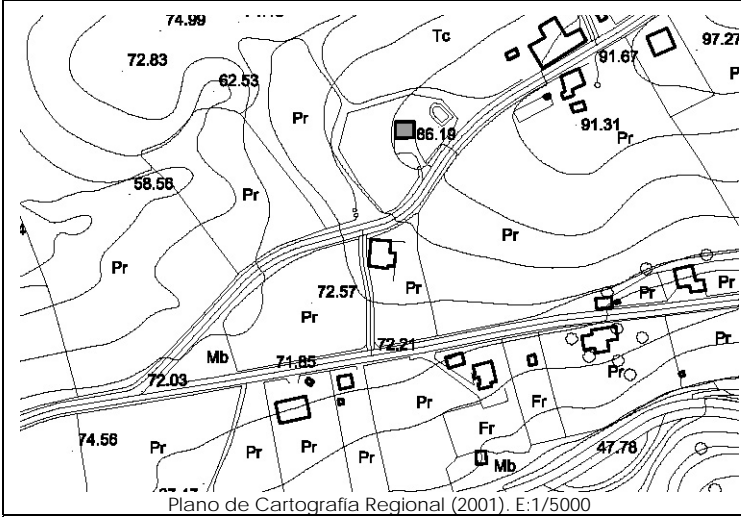 74.99
Tc
91.67
97.27
72.83
62.53
Pr
86.19
91.31
Pr
58.56
Pr
Pr
Pr
72.57
Pr
Pr
Pr
Pr
72.21
Mb
71.85
Pr
72.03
Pr
Pr
Fr
74.56
Pr
Pr
Pr
Pr
Fr
Mb
47.78
Plano de Cartografía Regional (2001). E:1/5000